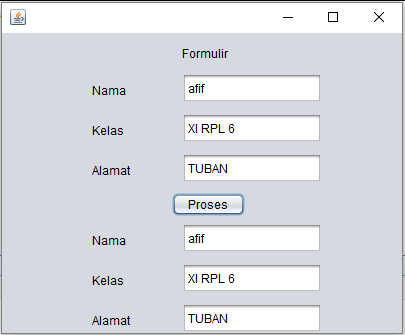 Formulir
Nama afif
Kelas XI RPL 6
Alamat TUBAN
Proses
Nama afif
Kelas XI RPL 6
Alamat TUBAN